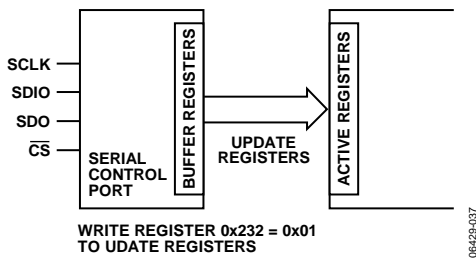 SCLK
SDIO
SDO
CS
SERIAL
CONTROL
PORT
BUFFER REGISTERS
UPDATE
REGISTERS
ACTIVE REGISTERS
WRITE REGISTER 0x232 = 0x01
TO UDATE REGISTERS
06429-037